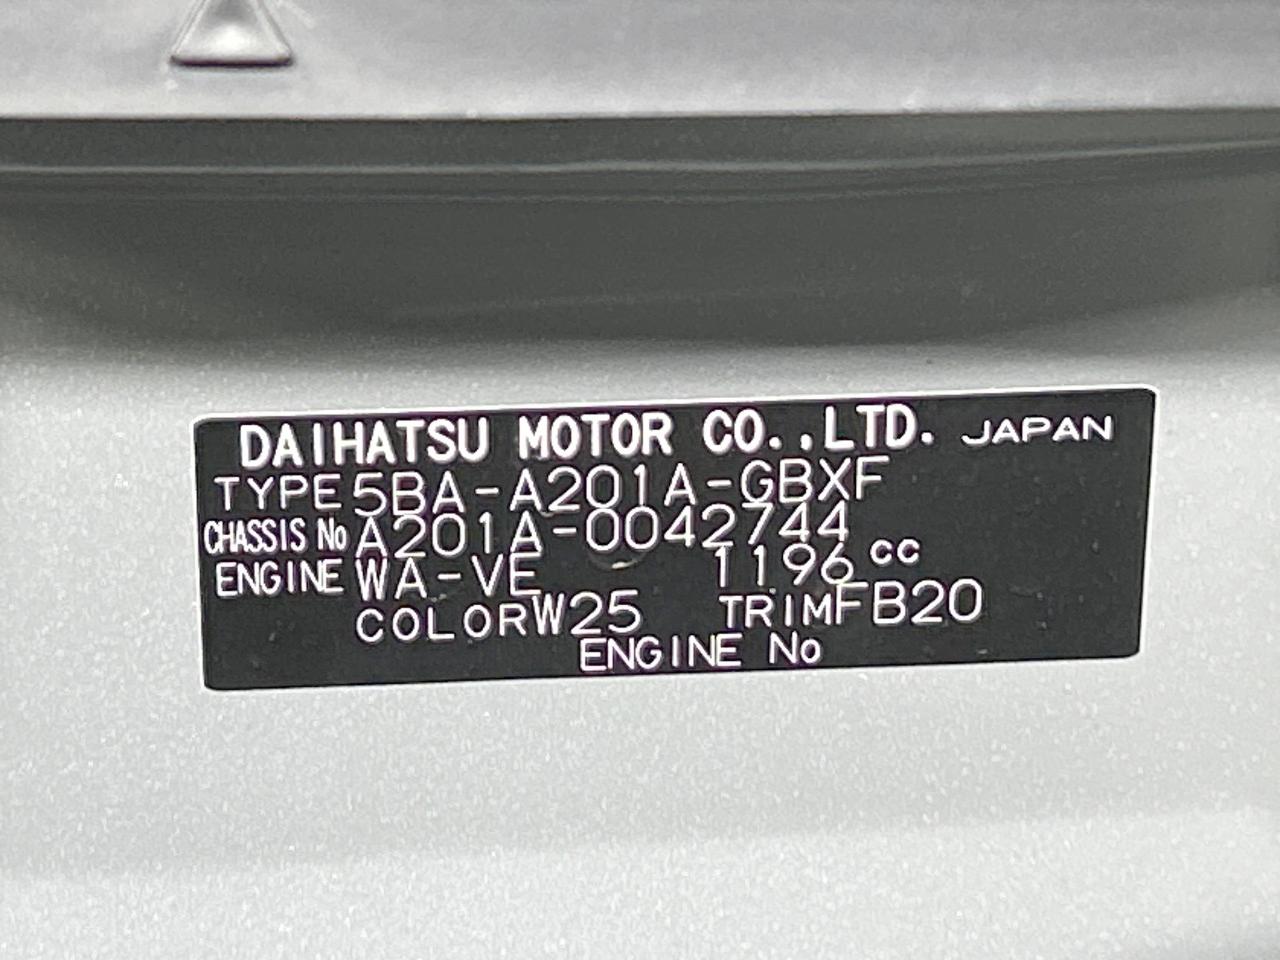 DAIHATSU MOTOR CO.,LTD. JAPAN
TYPE 5BA-A201A-GBXF
CHASSIS No A201A-0042744
ENGINE WA-VE 1196 cc
COLOR W25 TRIM FB20
ENGINE No